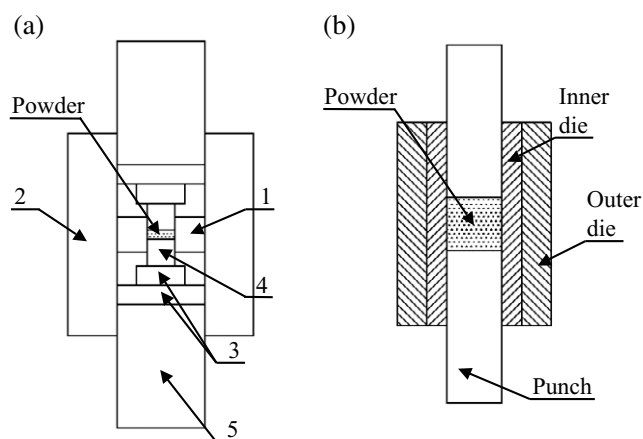 (a)
Powder
2
1
4
3
5
(b)
Powder
Inner
die
Outer
die
Punch